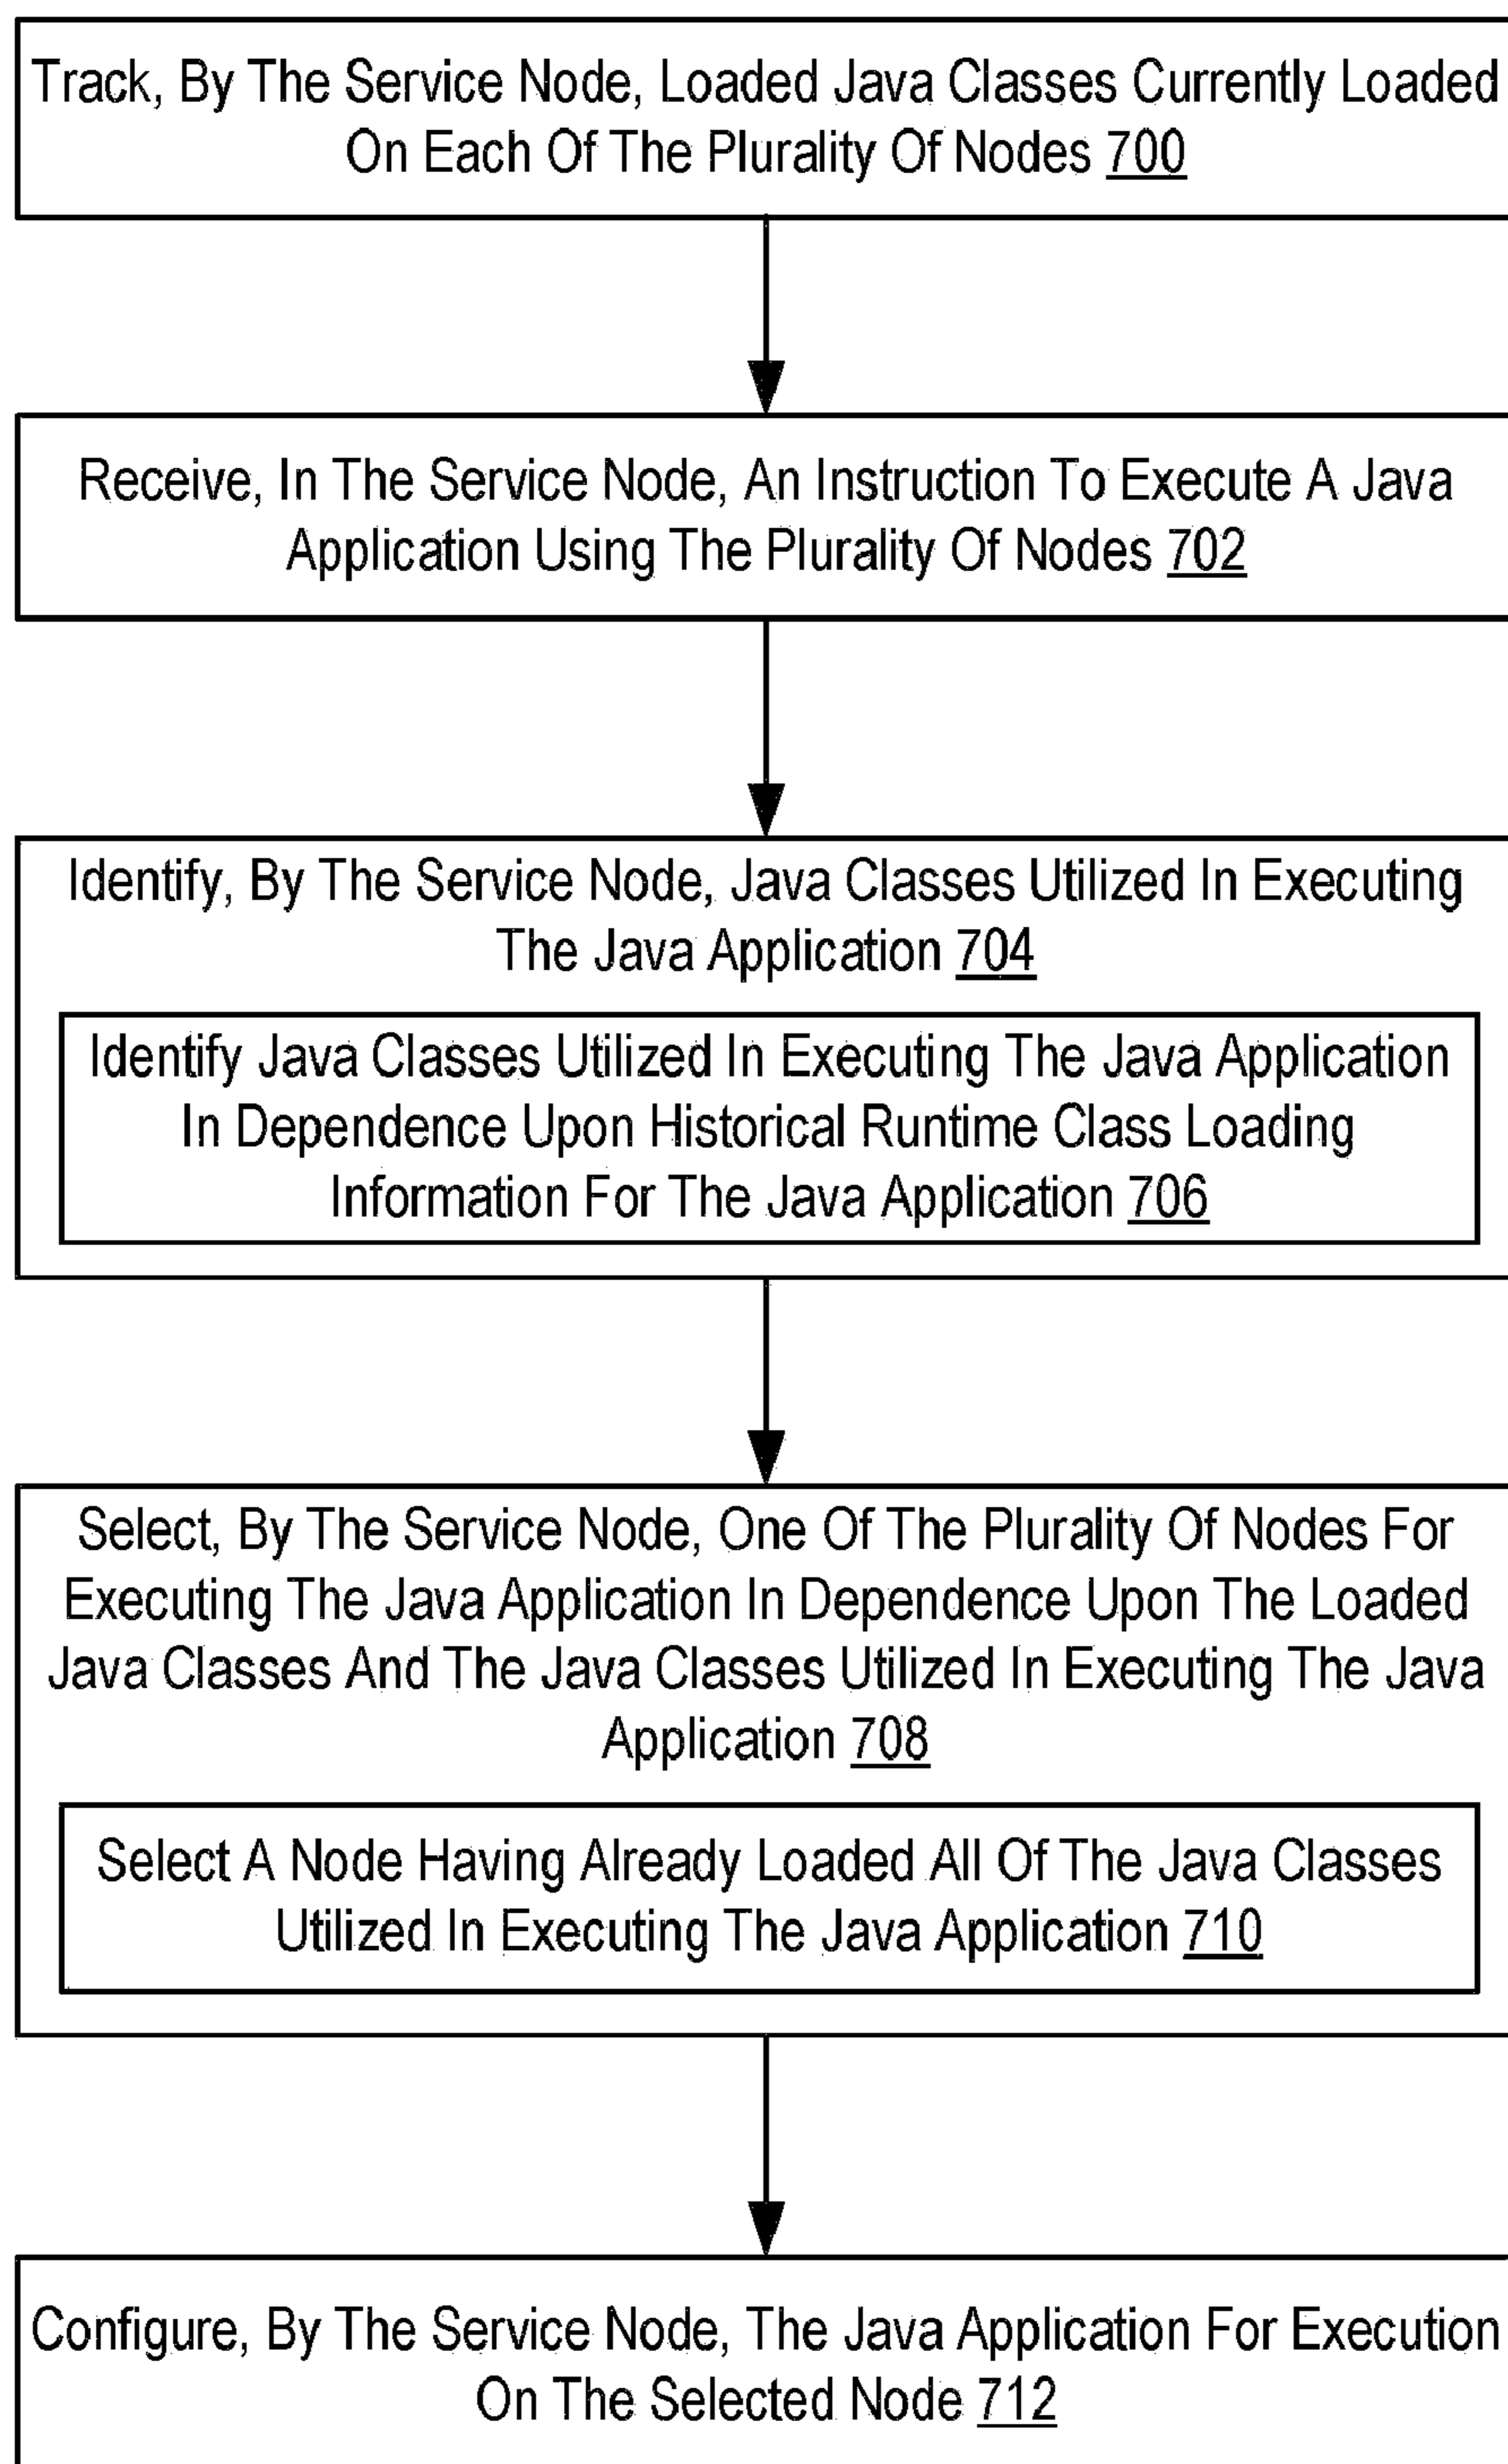 Track, By The Service Node, Loaded Java Classes Currently Loaded
On Each Of The Plurality Of Nodes 700
Receive, In The Service Node, An Instruction To Execute A Java
Application Using The Plurality Of Nodes 702
Identify, By The Service Node, Java Classes Utilized In Executing
The Java Application 704
Identify Java Classes Utilized In Executing The Java Application
In Dependence Upon Historical Runtime Class Loading
Information For The Java Application 706
Select, By The Service Node, One Of The Plurality Of Nodes For
Executing The Java Application In Dependence Upon The Loaded
Java Classes And The Java Classes Utilized In Executing The Java
Application 708
Select A Node Having Already Loaded All Of The Java Classes
Utilized In Executing The Java Application 710
Configure, By The Service Node, The Java Application For Execution
On The Selected Node 712